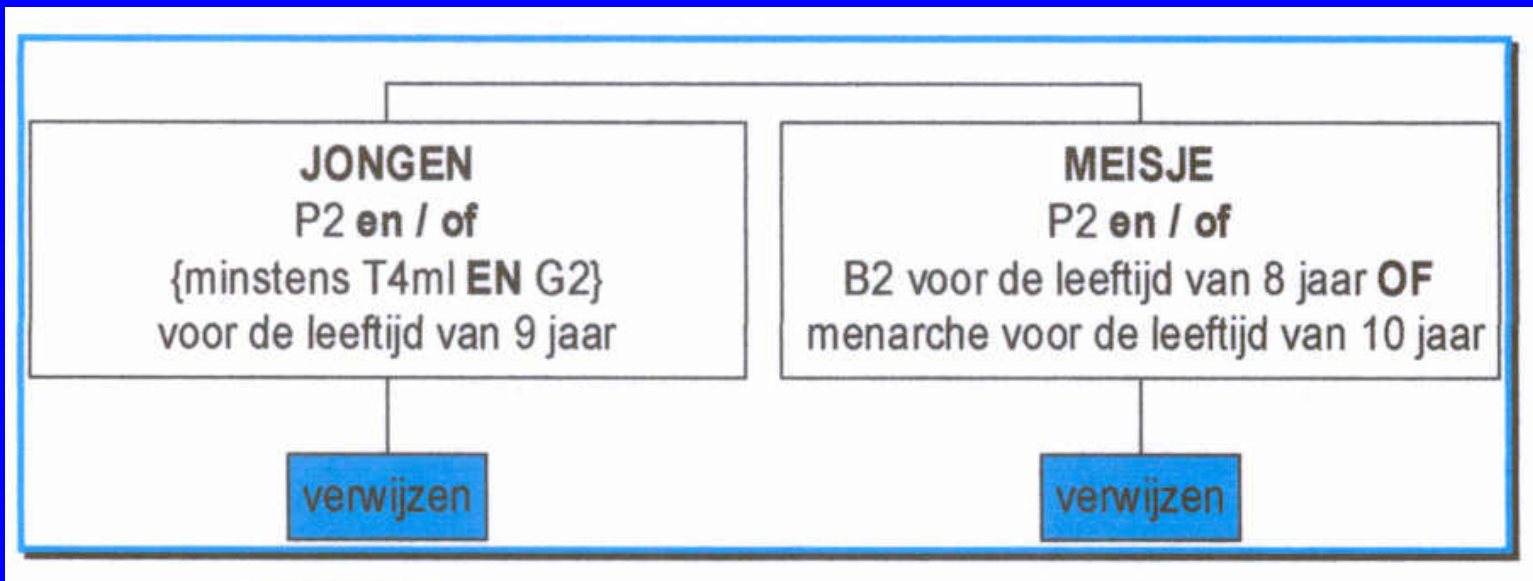 JONGEN
P2 en / of
{minstens T4ml EN G2}
voor de leeftijd van 9 jaar
verwijzen
MEISJE
P2 en / of
B2 voor de leeftijd van 8 jaar OF
menarche voor de leeftijd van 10 jaar
verwijzen